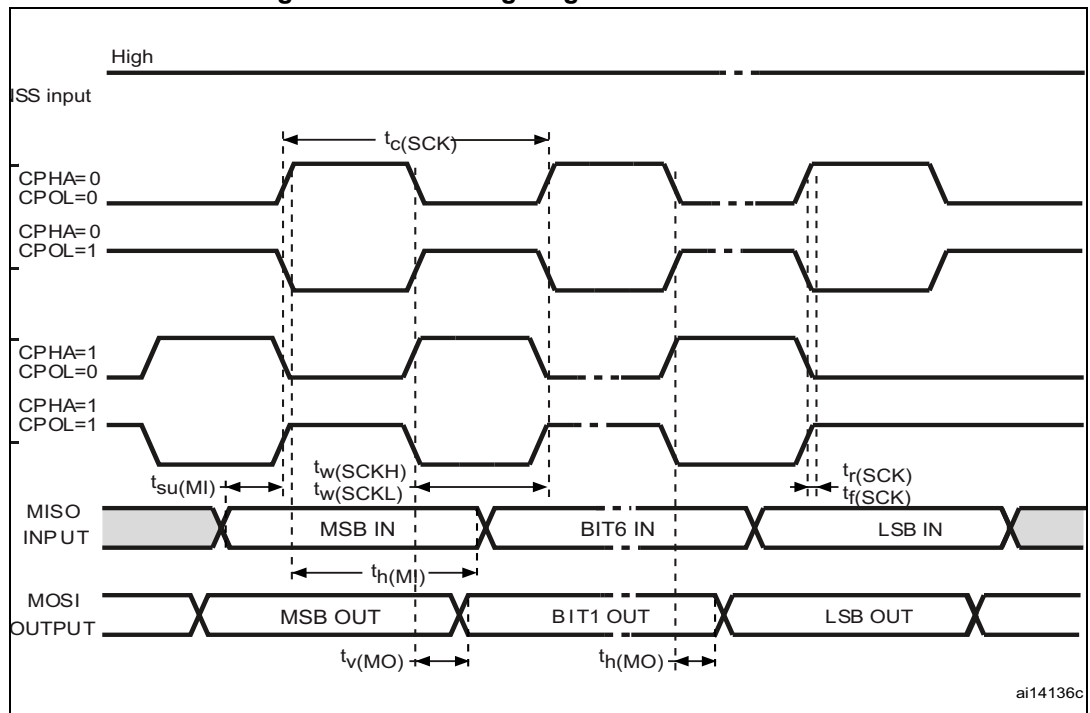 High
ISS input
tc(SCK)
CPHA=0
CPOL=0
CPHA=0
CPOL=1
CPHA=1
CPOL=0
CPHA=1
CPOL=1
tsu(MI)
tw(SCKH)
tw(SCKL)
tr(SCK)
tf(SCK)
MISO
INPUT
MSB IN
BIT6 IN
LSB IN
th(MI)
MOSI
OUTPUT
MSB OUT
BIT1 OUT
LSB OUT
tv(MO)
th(MO)
ai14136c